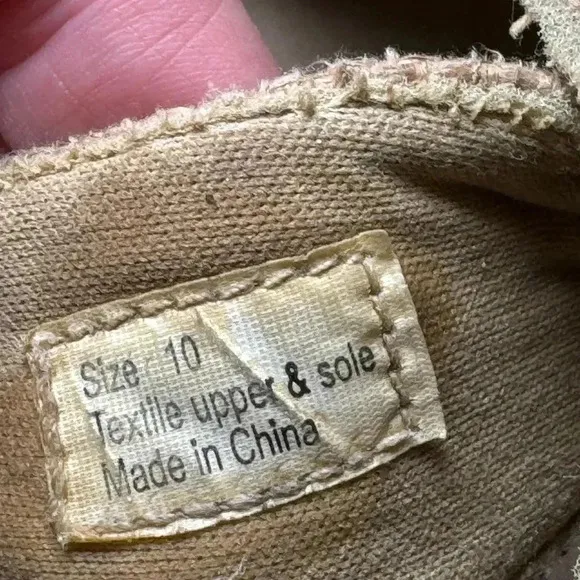 Size 10
Textile upper & sole
Made in China